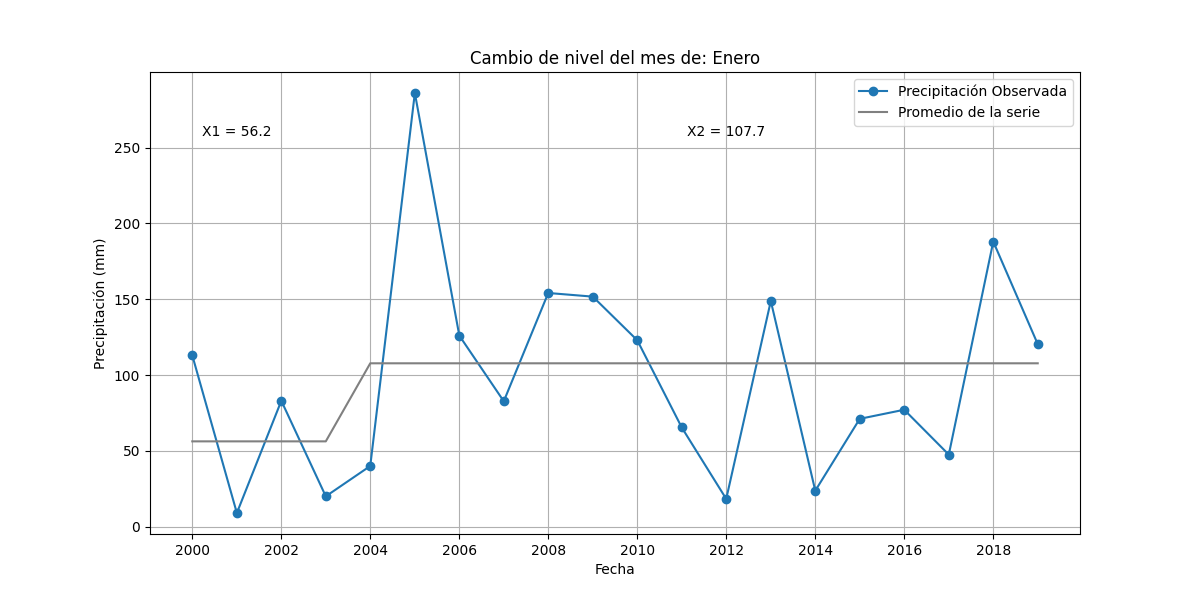 Cambio de nivel del mes de: Enero
Precipitación Observada
Promedio de la serie
X1 = 56.2
X2 = 107.7
Precipitación (mm)
250
200
150
100
50
0
2000 2002 2004 2006 2008 2010 2012 2014 2016 2018
Fecha